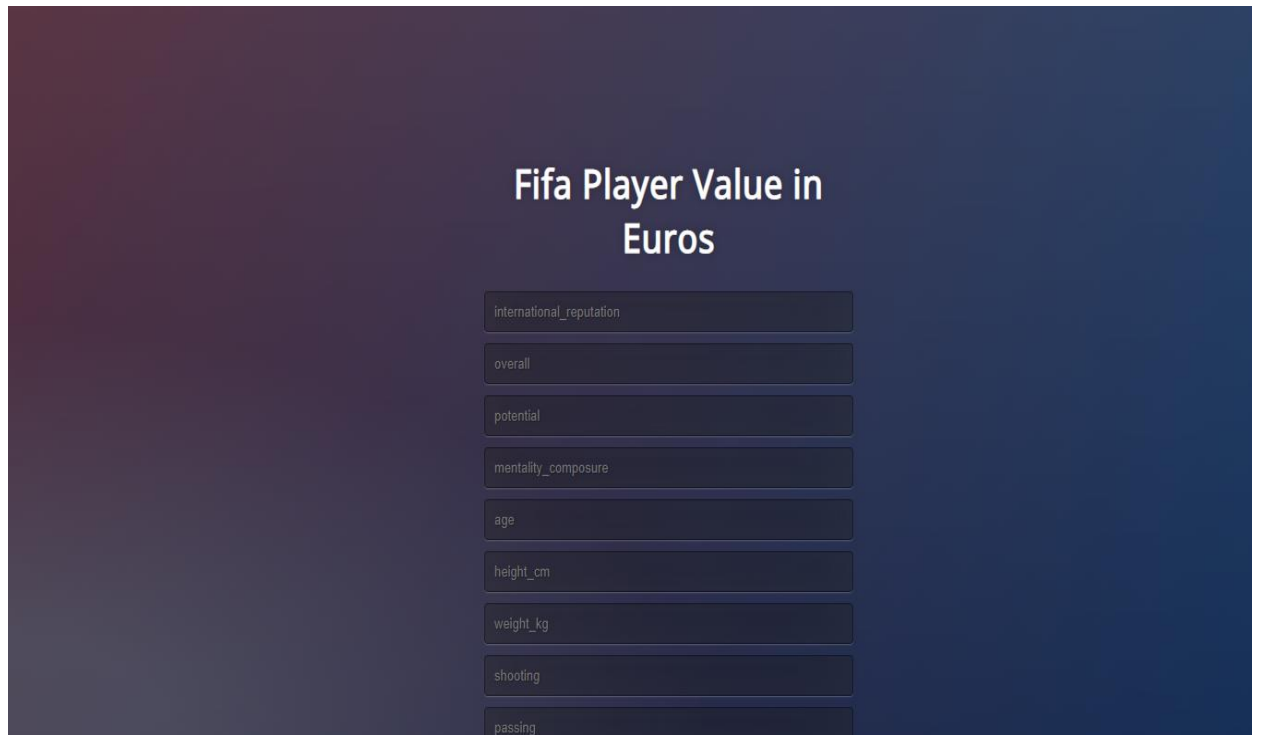 Fifa Player Value in
Euros
international_reputation
overall
potential
mentality_composure
age
height_cm
weight_kg
shooting
passing